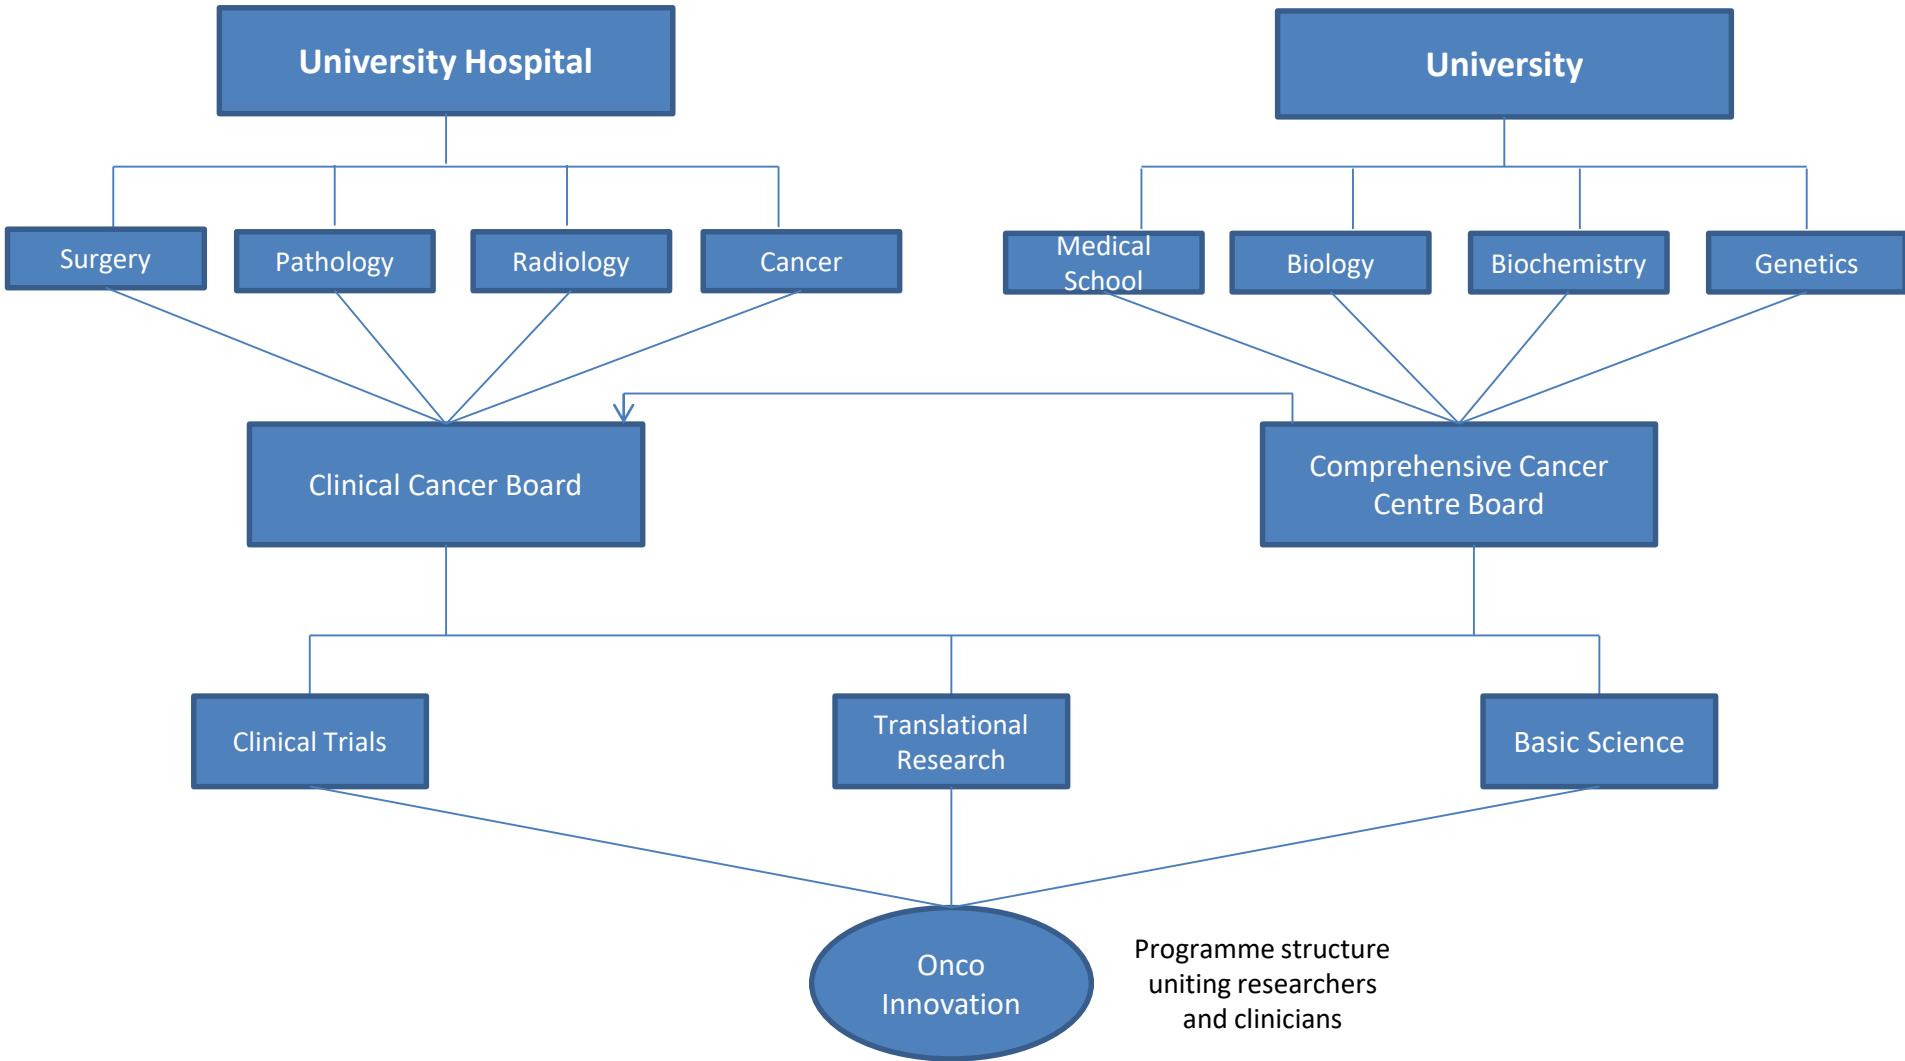 University Hospital
University
Surgery
Pathology
Radiology
Cancer
Medical
School
Biology
Biochemistry
Genetics
Clinical Cancer Board
Comprehensive Cancer
Centre Board
Clinical Trials
Translational
Research
Basic Science
Onco
Innovation
Programme structure
uniting researchers
and clinicians